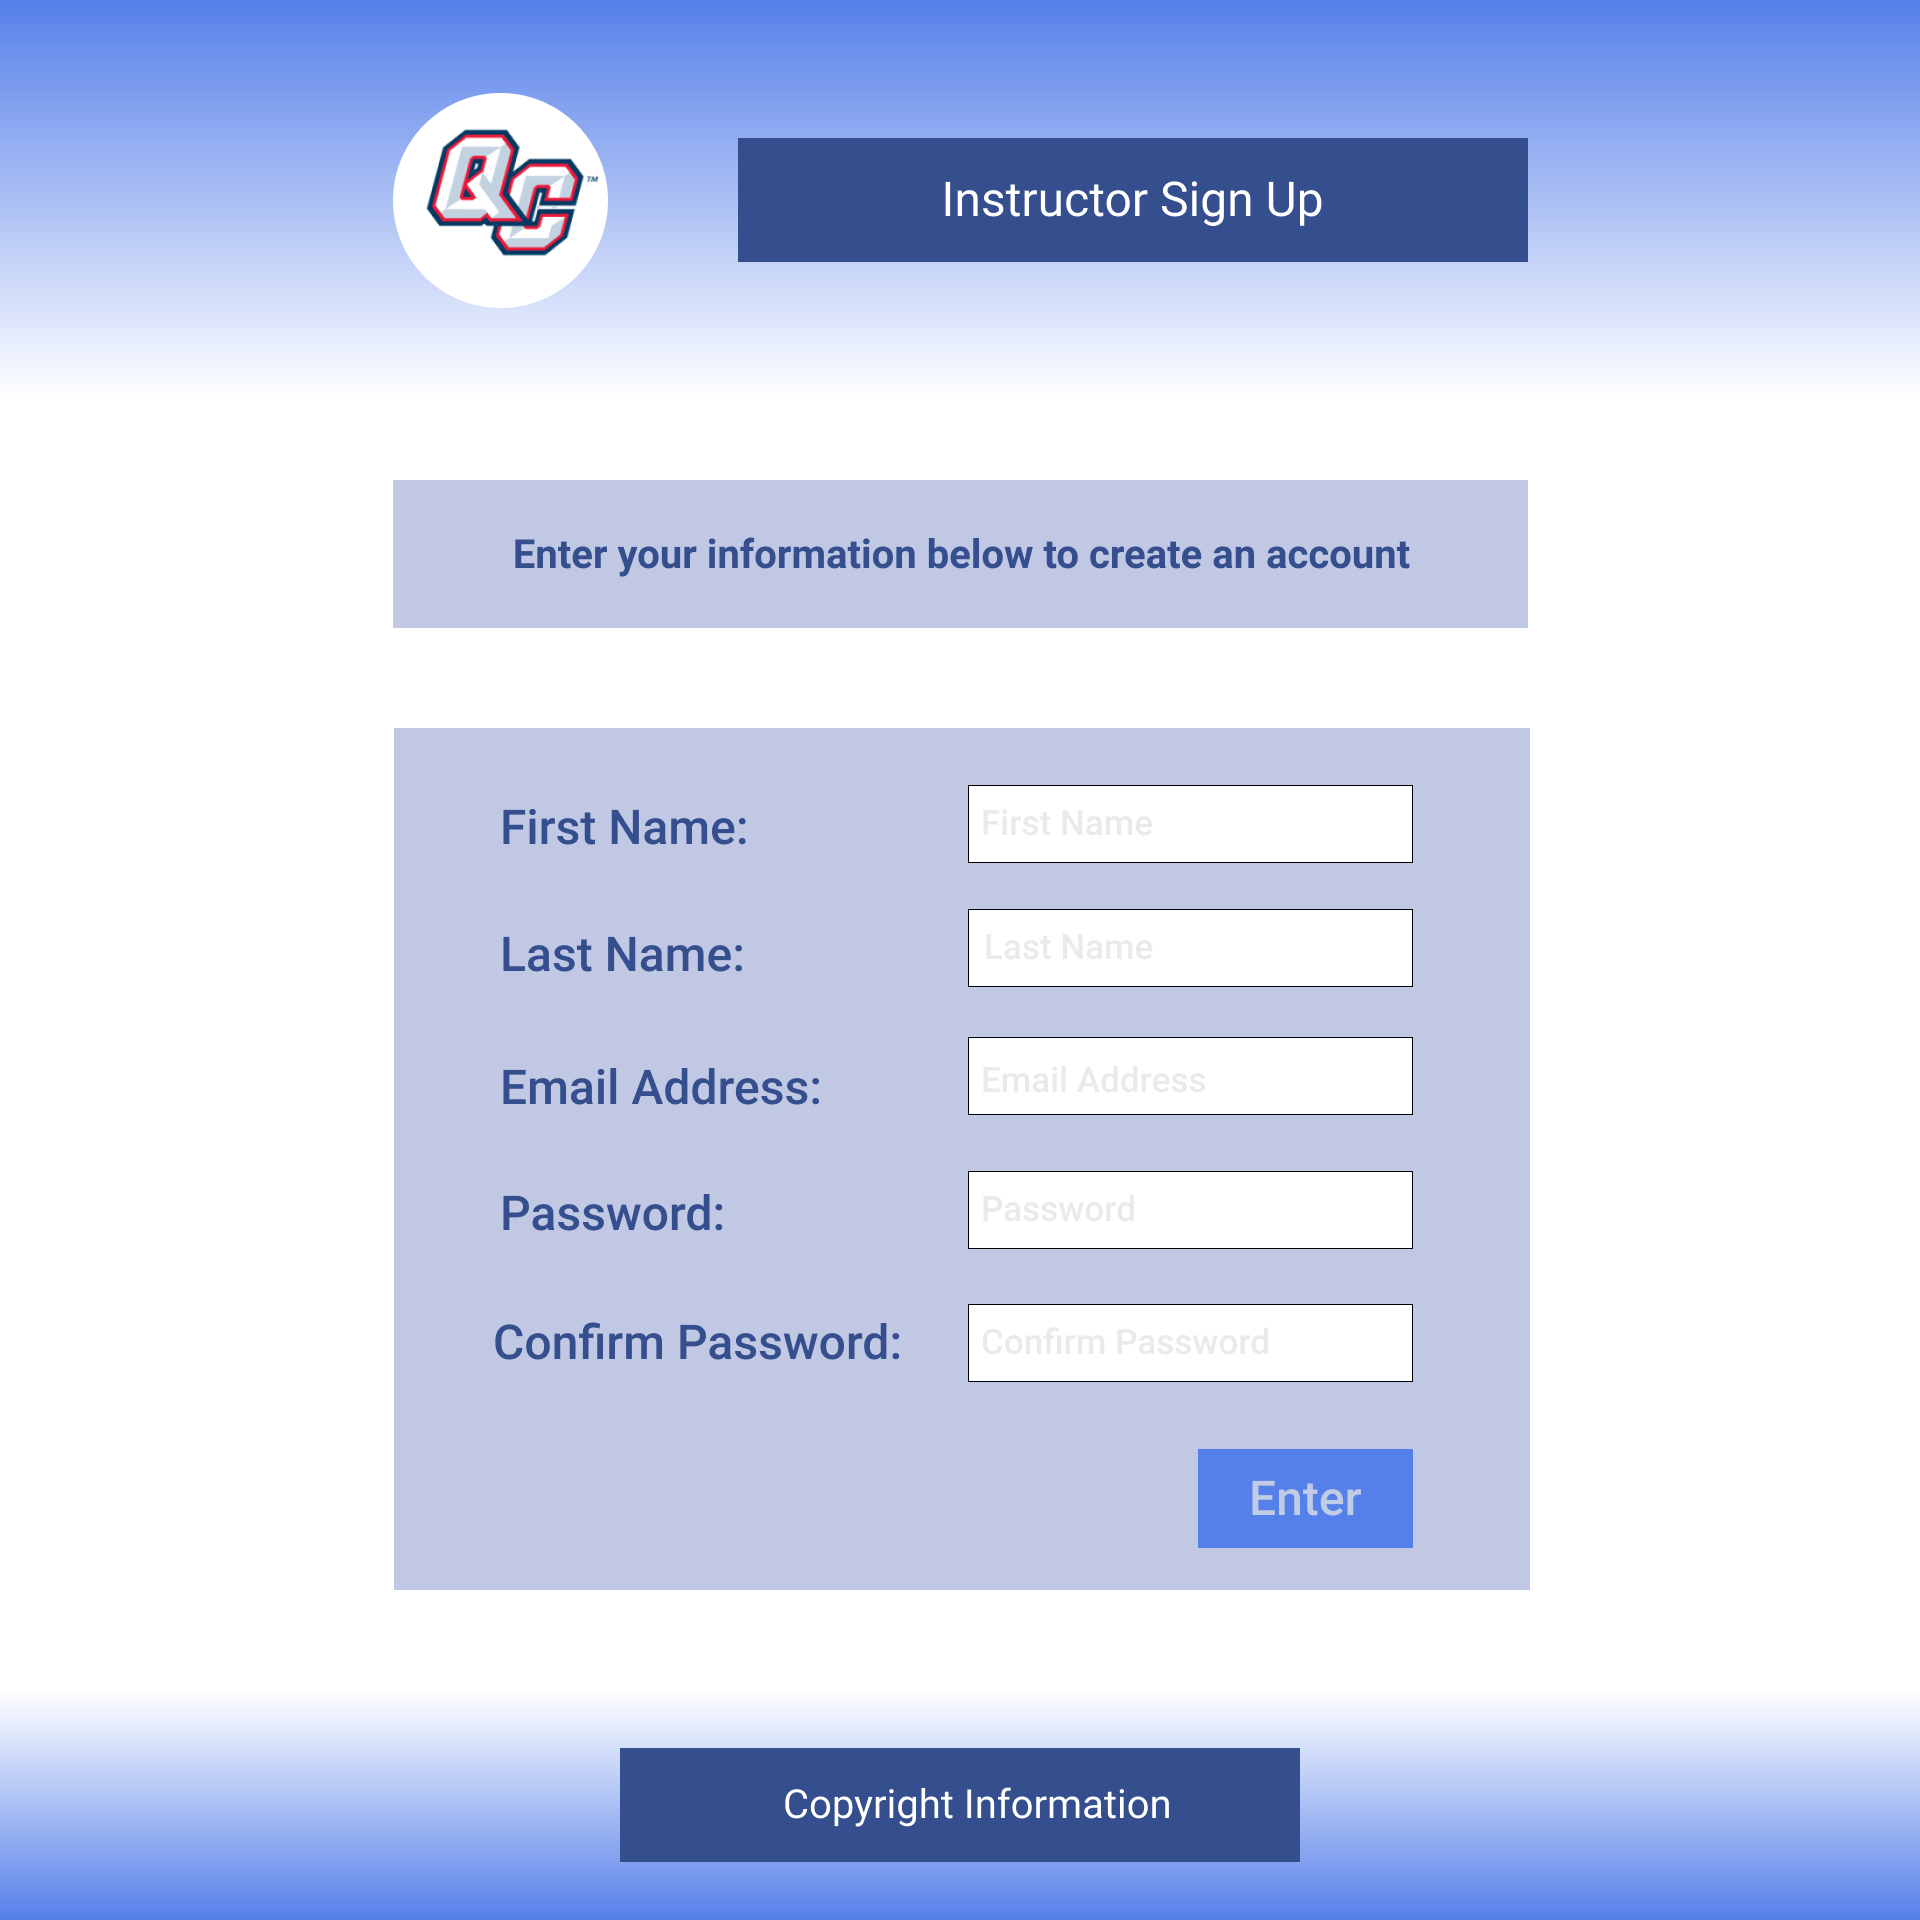 QC™
Instructor Sign Up
Enter your information below to create an account
First Name:
First Name
Last Name:
Last Name
Email Address:
Email Address
Password:
Password
Confirm Password:
Confirm Password
Enter
Copyright Information